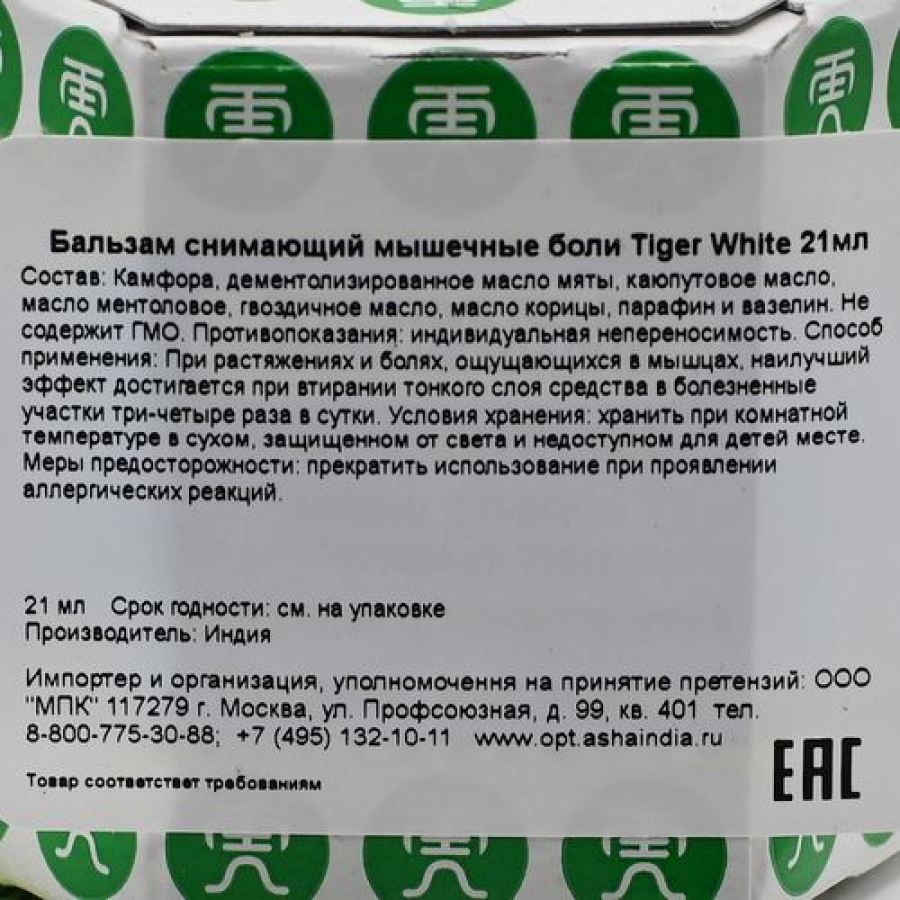 Бальзам снимающий мышечные боли Tiger White 21мл
Состав: Камфора, дементолизированное масло мяты, каюпутовое масло,
масло ментоловое, гвоздичное масло, масло корицы, парафин и вазелин. Не
содержит ГМО. Противопоказания: индивидуальная непереносимость. Способ
применения: При растяжениях и болях, ощущающихся в мышцах, наилучший
эффект достигается при втирании тонкого слоя средства в болезненные
участки три-четыре раза в сутки. Условия хранения: хранить при комнатной
температуре в сухом, защищенном от света и недоступном для детей месте.
Меры предосторожности: прекратить использование при проявлении
аллергических реакций.
21 мл Срок годности: см. на упаковке
Производитель: Индия
Импортер и организация, уполномочення на принятие претензий: ООО
"МПК" 117279 г. Москва, ул. Профсоюзная, д. 99, кв. 401 тел.
8-800-775-30-88; +7 (495) 132-10-11 www.opt.ashaindia.ru
Товар соответствует требованиям
EAC